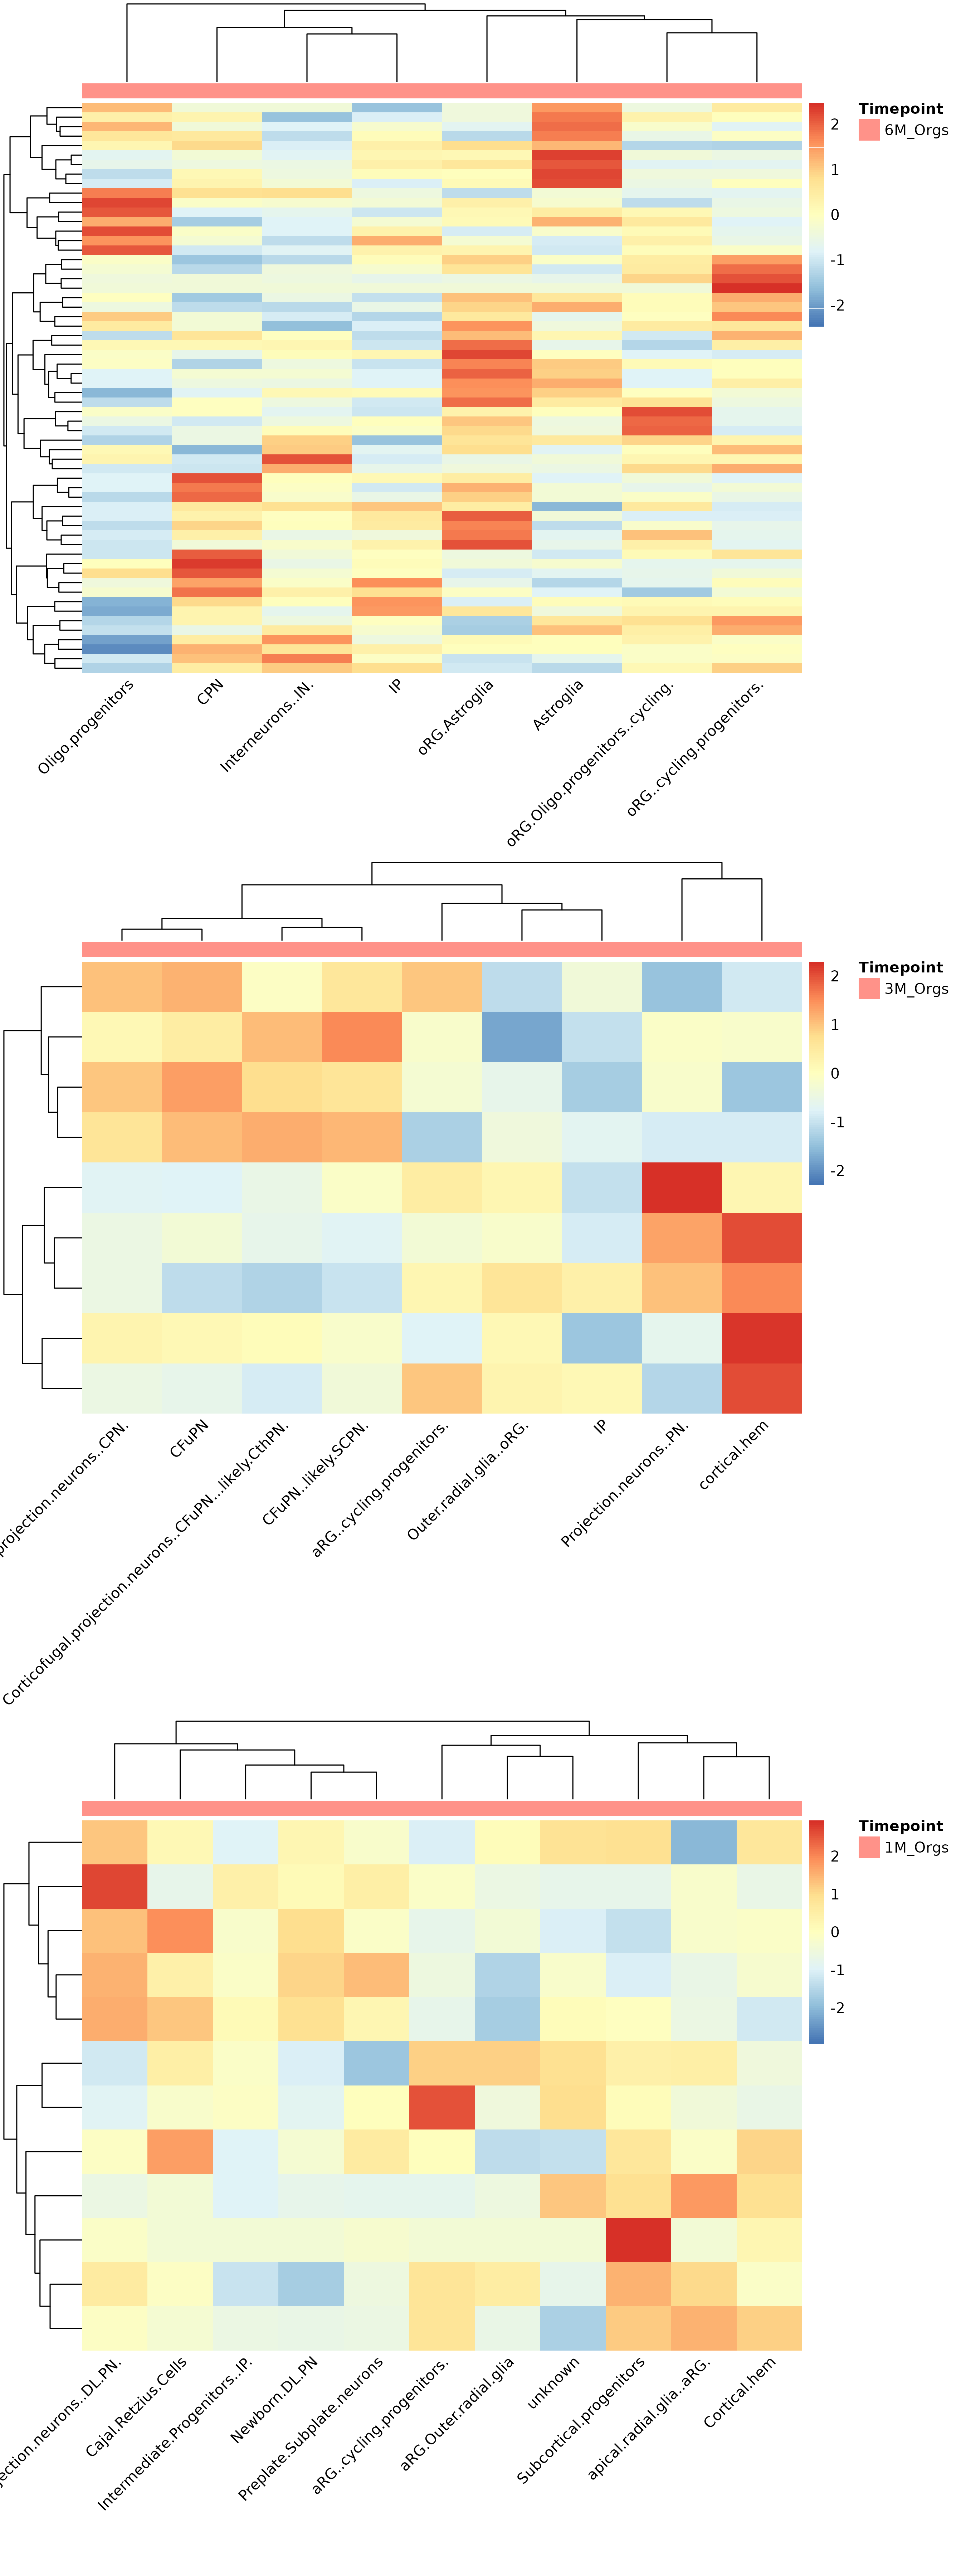 Timepoint
6M_Orgs
2
1
0
-1
-2
Oligo.progenitors
CPN
Interneurons..IN.
IP
oRG.Astroglia
Astroglia
oRG.Oligo.progenitors..cycling.
oRG..cycling.progenitors.
Timepoint
3M_Orgs
2
1
0
-1
-2
projection.neurons..CPN.
CFuPN
Corticofugal.projection.neurons..CFuPN...likely.CthPN.
CFuPN..likely.SCPN.
aRG..cycling.progenitors.
Outer.radial.glia..oRG.
IP
Projection.neurons..PN.
cortical.hem
Timepoint
1M_Orgs
2
1
0
-1
-2
jection.neurons..DL.PN.
Cajal.Retzius.Cells
Intermediate.Progenitors..IP.
Newborn.DL.PN
Preplate.Subplate.neurons
aRG..cycling.progenitors.
aRG.Outer.radial.glia
unknown
Subcortical.progenitors
apical.radial.glia..aRG.
Cortical.hem